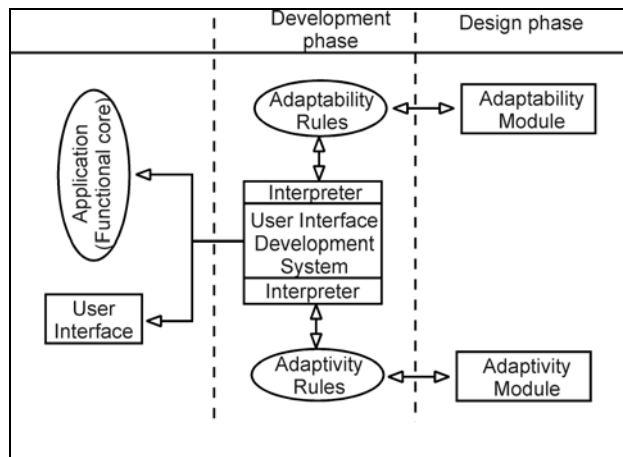 Development
phase
Design phase
Application
(Functional core)
Adaptability
Rules
Adaptability
Module
Interpreter
User Interface
Development
System
Interpreter
User
Interface
Adaptivity
Rules
Adaptivity
Module